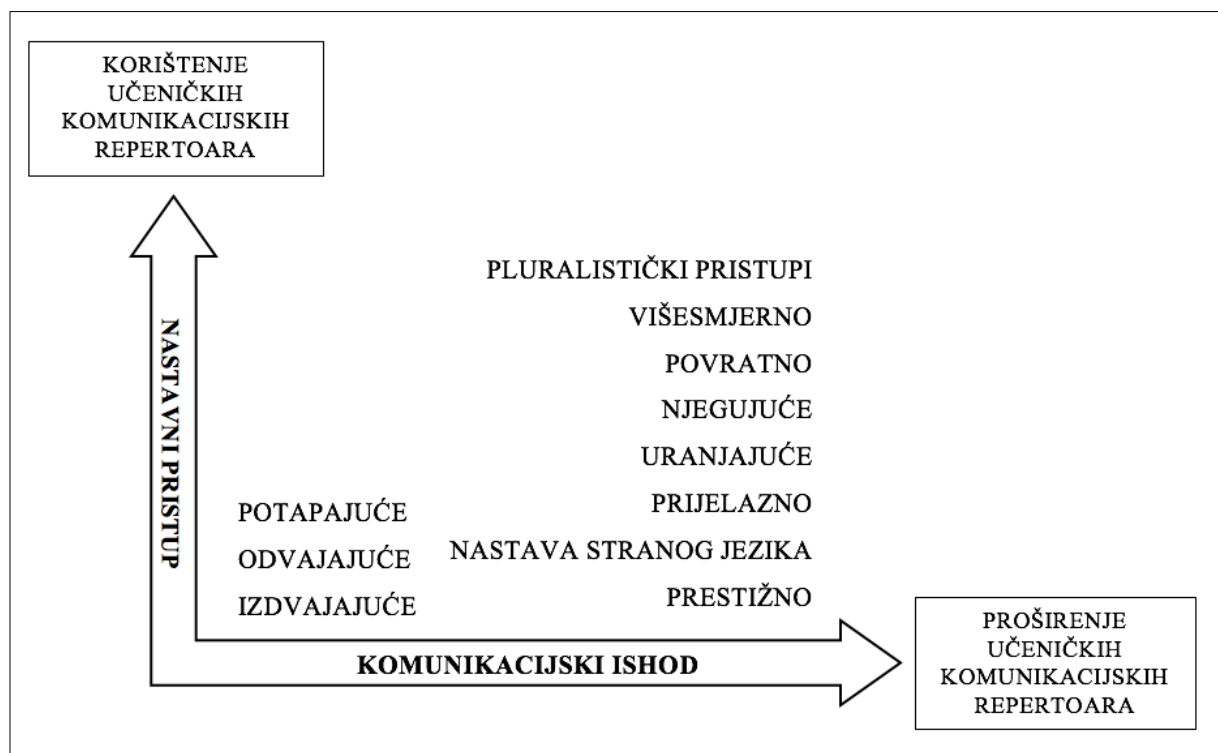 KORIŠTENJE
UČENIČKIH
KOMUNIKACIJSKIH
REPERTOARA
NASTAVNI PRISTUP
PLURALISTIČKI PRISTUPI
VIŠESMJERNO
POVRATNO
NJEGUJUĆE
URANJAJUĆE
PRIJELAZNO
NASTAVA STRANOG JEZIKA
PRESTIŽNO
POTAPAJUĆE
ODVAJAJUĆE
IZDVAJAJUĆE
KOMUNIKACIJSKI ISHOD
PROŠIRENJE
UČENIČKIH
KOMUNIKACIJSKIH
REPERTOARA